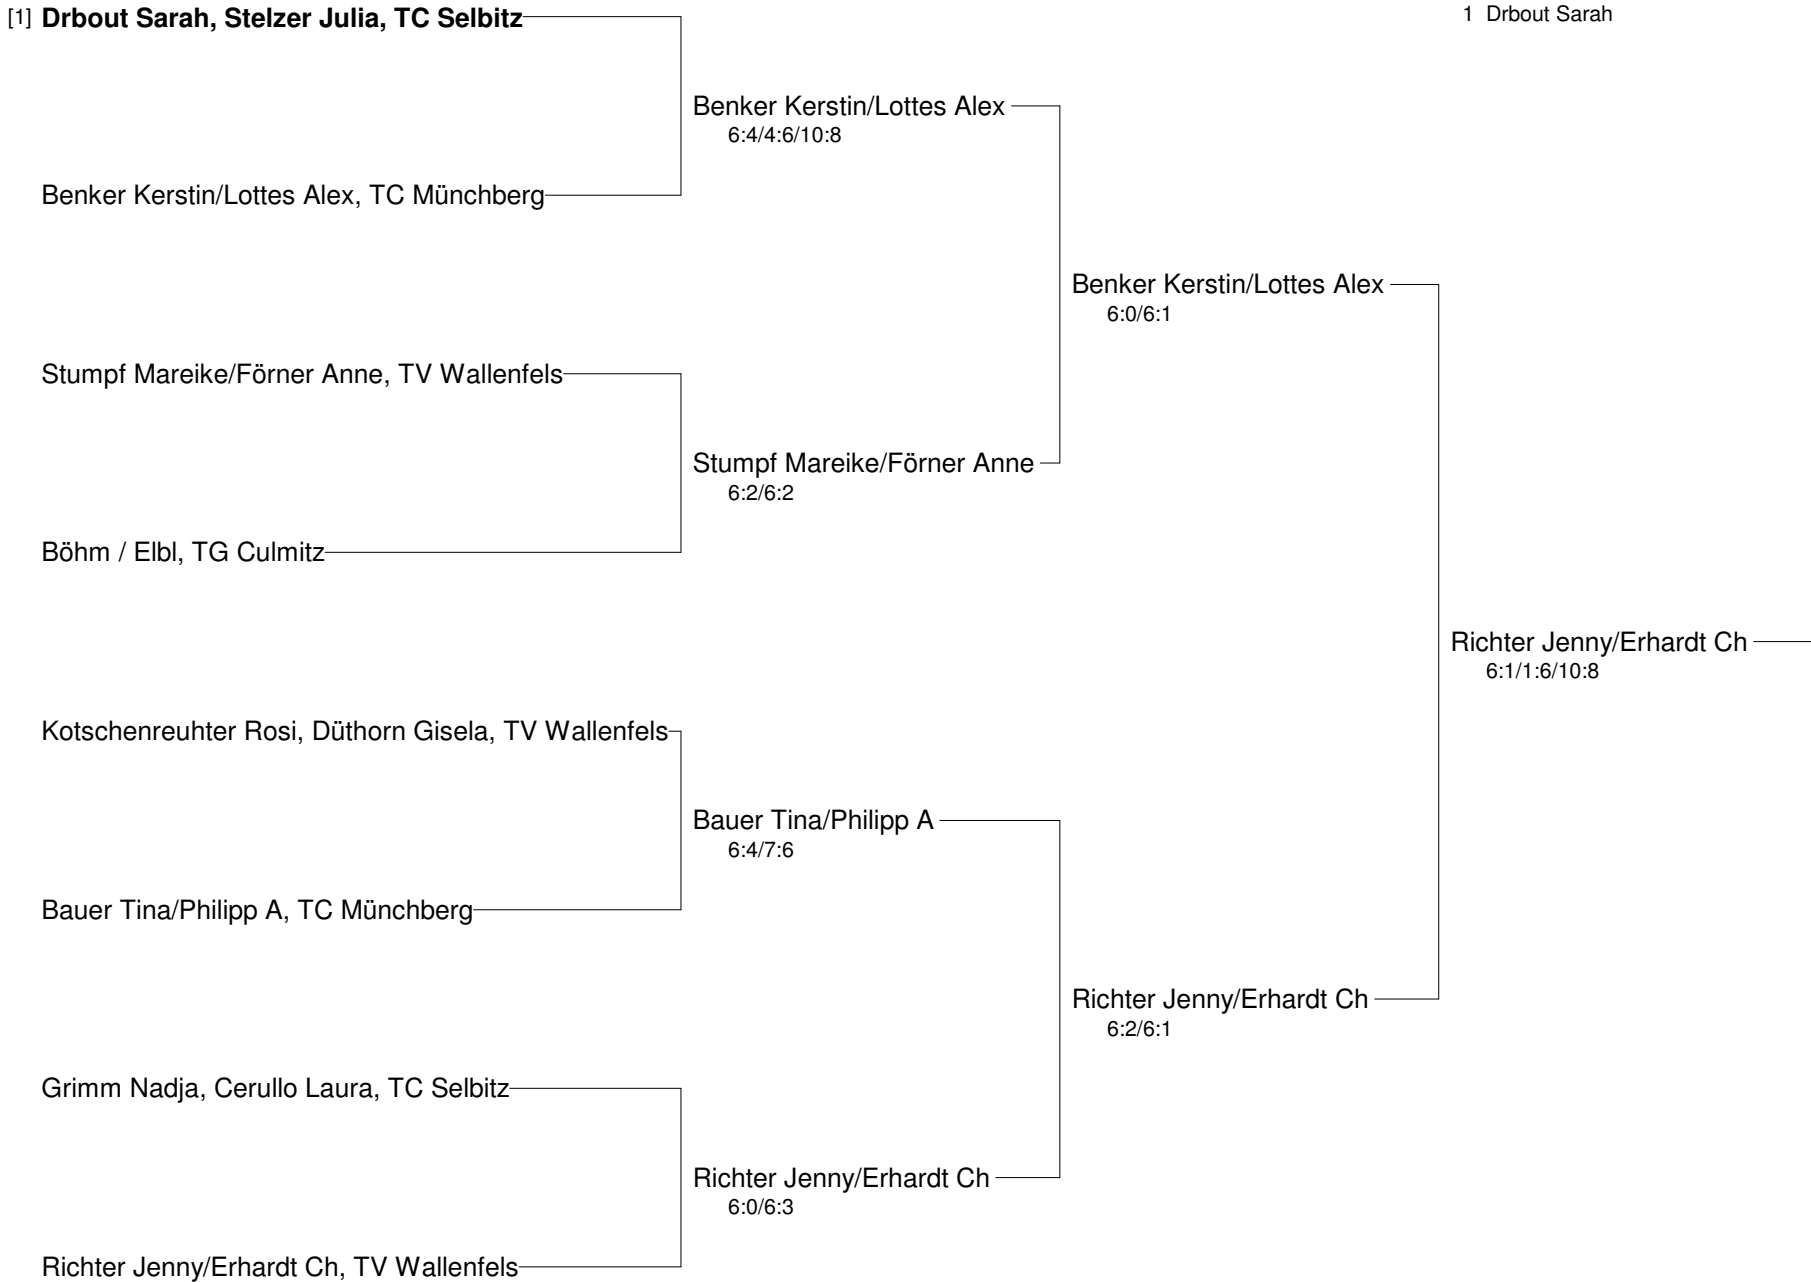 [1] Drbout Sarah, Stelzer Julia, TC Selbitz
1 Drbout Sarah
Benker Kerstin/Lottes Alex
6:4/4:6/10:8
Benker Kerstin/Lottes Alex, TC Münchberg
Benker Kerstin/Lottes Alex
6:0/6:1
Stumpf Mareike/Förner Anne, TV Wallenfels
Stumpf Mareike/Förner Anne
6:2/6:2
Böhm / Elbl, TG Culmitz
Richter Jenny/Erhardt Ch
6:1/1:6/10:8
Kotschenreuhter Rosi, Düthorn Gisela, TV Wallenfels
Bauer Tina/Philipp A
6:4/7:6
Bauer Tina/Philipp A, TC Münchberg
Richter Jenny/Erhardt Ch
6:2/6:1
Grimm Nadja, Cerullo Laura, TC Selbitz
Richter Jenny/Erhardt Ch
6:0/6:3
Richter Jenny/Erhardt Ch, TV Wallenfels